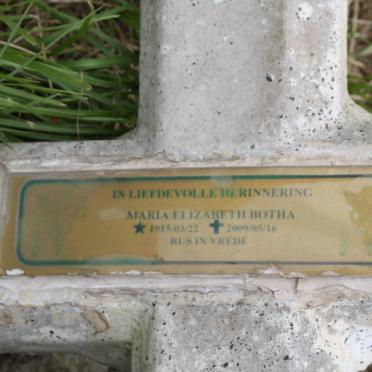 IN LIEFDEVOLLE HERINNERING
MARIA ELIZABETH BOTHA
★ 1915/03/22 ✝ 2009/05/16
RUS IN VREDE